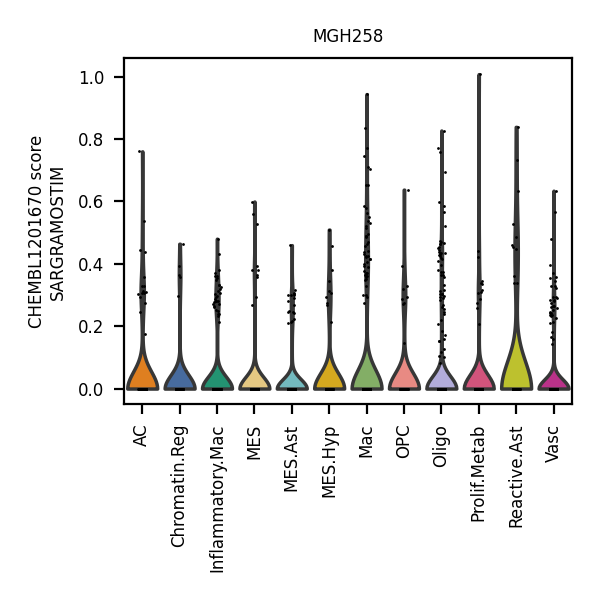 MGH258
CHEMBL1201670 score
SARGRAMOSTIM
1.0
0.8
0.6
0.4
0.2
0.0
AC
Chromatin.Reg
Inflammatory.Mac
MES
MES.Ast
MES.Hyp
Mac
OPC
Oligo
Prolif.Metab
Reactive.Ast
Vasc